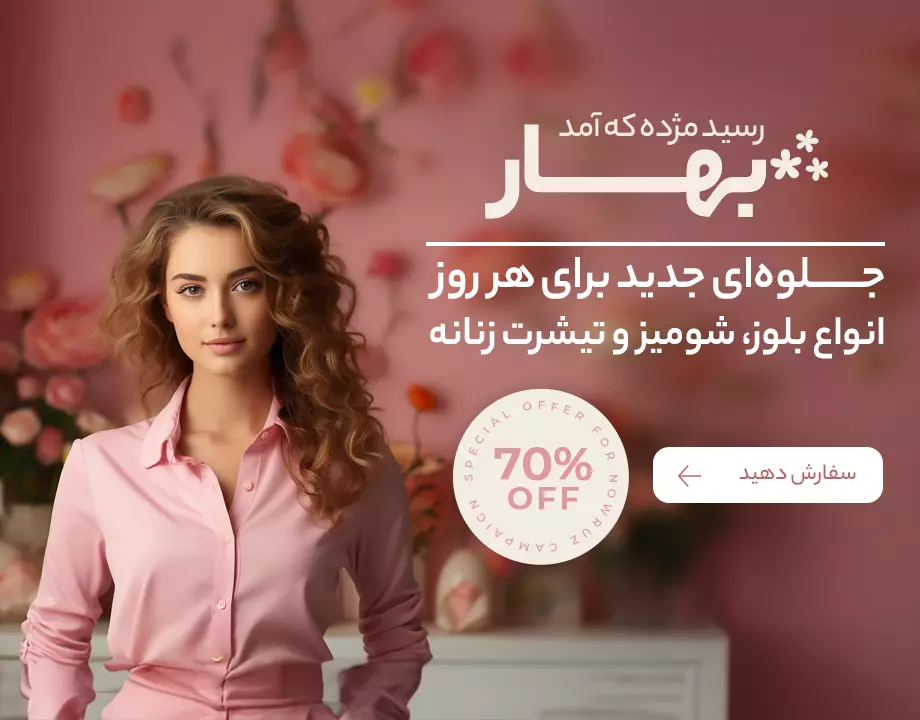 رسید مژده که آمد
بهار
جلوه‌ای جدید برای هر روز
انواع بلوز، شومیز و تیشرت زنانه
سفارش دهید
SPECIAL OFFER FOR NOWRUZ CAMPAIGN
70%
OFF